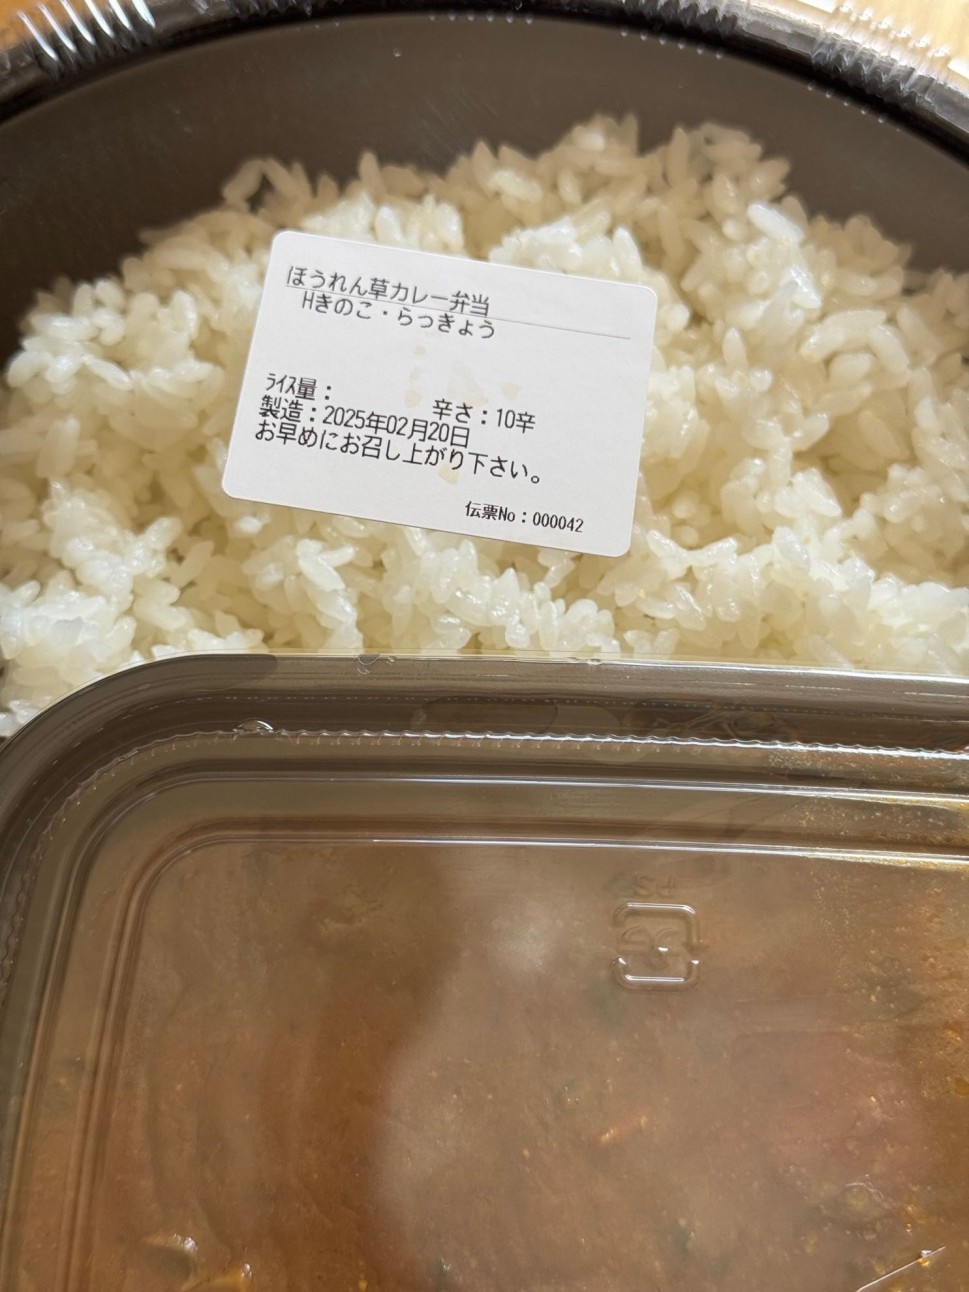 ほうれん草カレー弁当
Hきのこ・らっきょう
ライス量： 辛さ：10辛
製造：2025年02月20日
お早めにお召し上がり下さい。
伝票No：000042